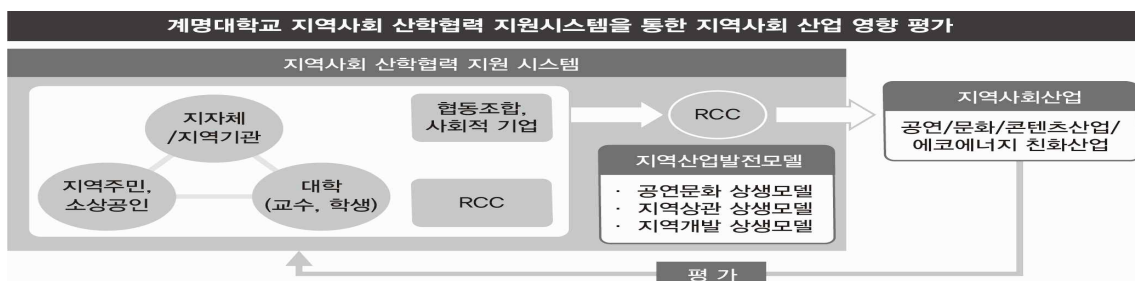 계명대학교 지역사회 산학협력 지원시스템을 통한 지역사회 산업 영향 평가
지역사회 산학협력 지원 시스템
지자체
/지역기관
지역주민,
소상공인
대학
(교수, 학생)
협동조합,
사회적 기업
RCC
RCC
지역산업발전모델
· 공연문화 상생모델
· 지역상관 상생모델
· 지역개발 상생모델
지역사회산업
공연/문화/콘텐츠산업/
에코에너지 친화산업
평 가